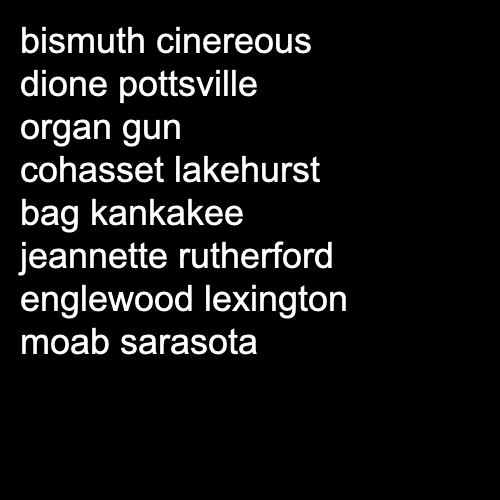 bismuth cinereous
dione pottsville
organ gun
cohasset lakehurst
bag kankakee
jeannette rutherford
englewood lexington
moab sarasota